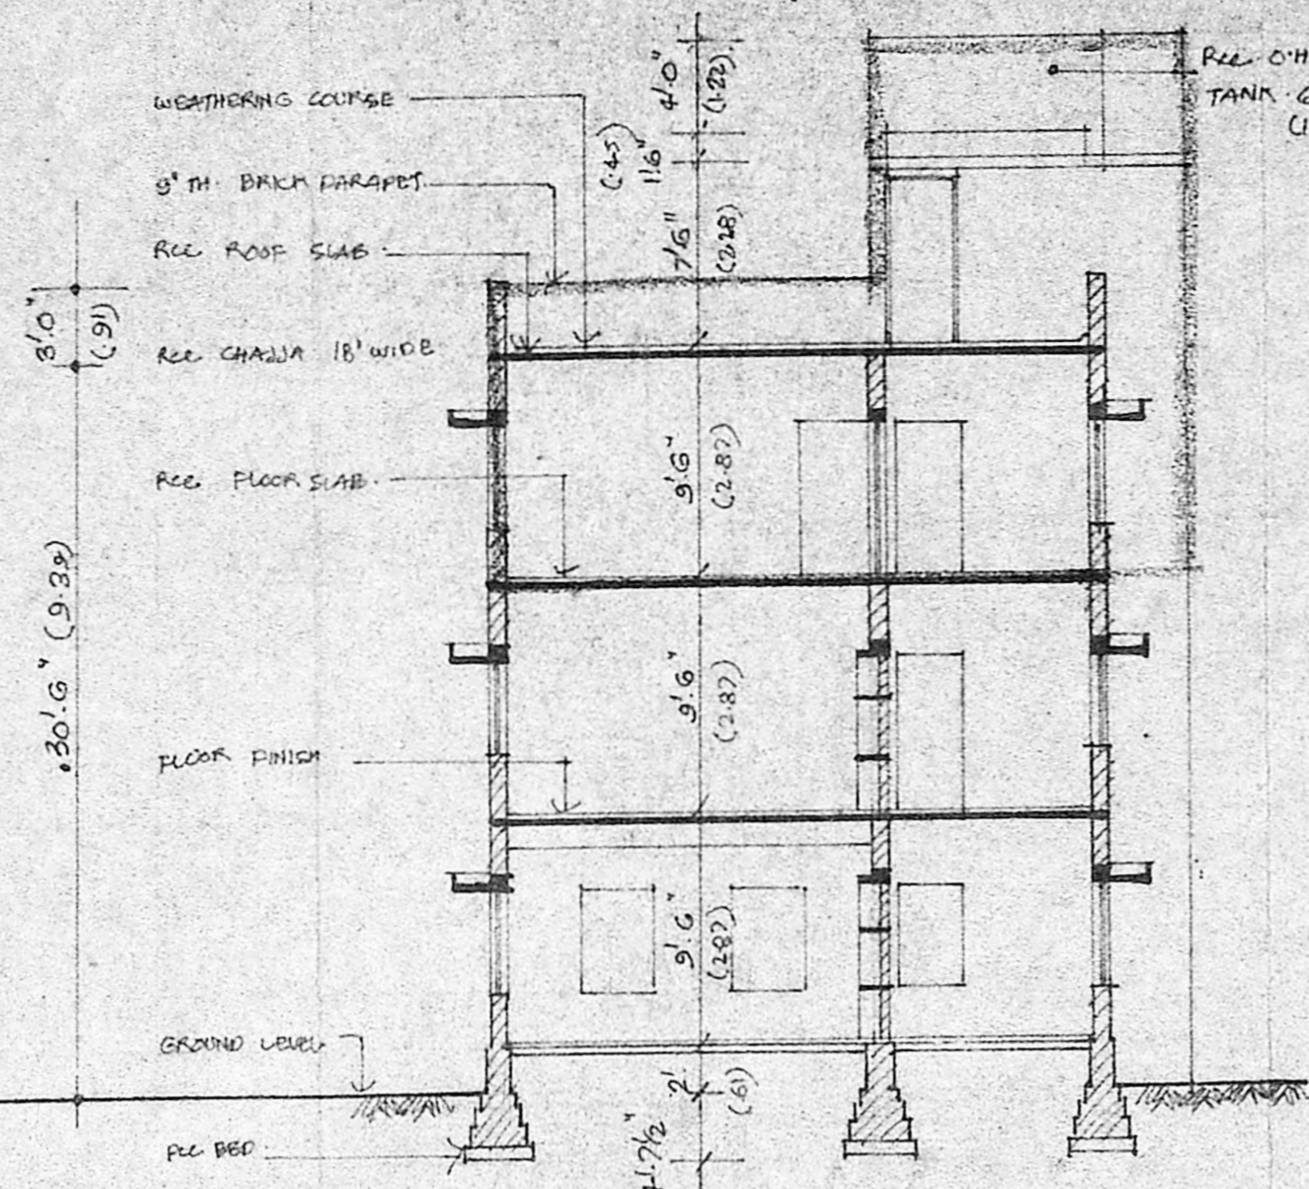 WEATHERING COURSE
9" TH. BRICK PARAPET.
RCC ROOF SLAB.
RCC CHAJJA 18" WIDE
RCC FLOOR SLAB.
FLOOR FINISH
GROUND LEVEL
PCC BED
RCC O.H
TANK.
4'.0"
(1.22)
1'.6"
(.45)
7'.6"
(2.28)
9'.6"
(2.87)
9'.6"
(2.87)
9'.6"
(2.87)
2'
(.61)
7½"
3'.0"
(.91)
30'.6" (9.39)